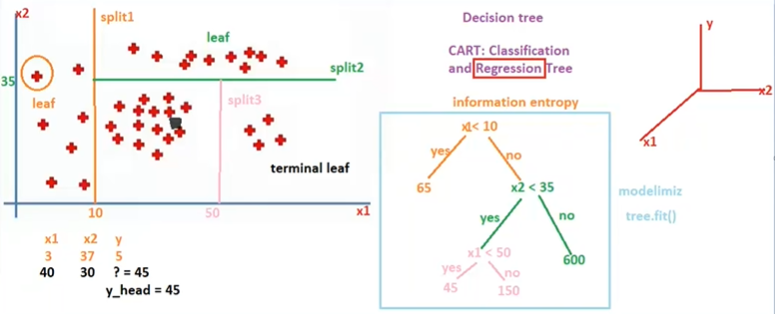 x2
split1
leaf
split2
35
leaf
split3
terminal leaf
10
50
x1
x1 x2 y
3 37 5
40 30 ? = 45
y_head = 45
Decision tree
CART: Classification
and Regression Tree
information entropy
x1< 10
yes
no
65
x2 < 35
yes
no
x1 < 50
600
yes
no
45
150
modelimiz
tree.fit()
y
x2
x1